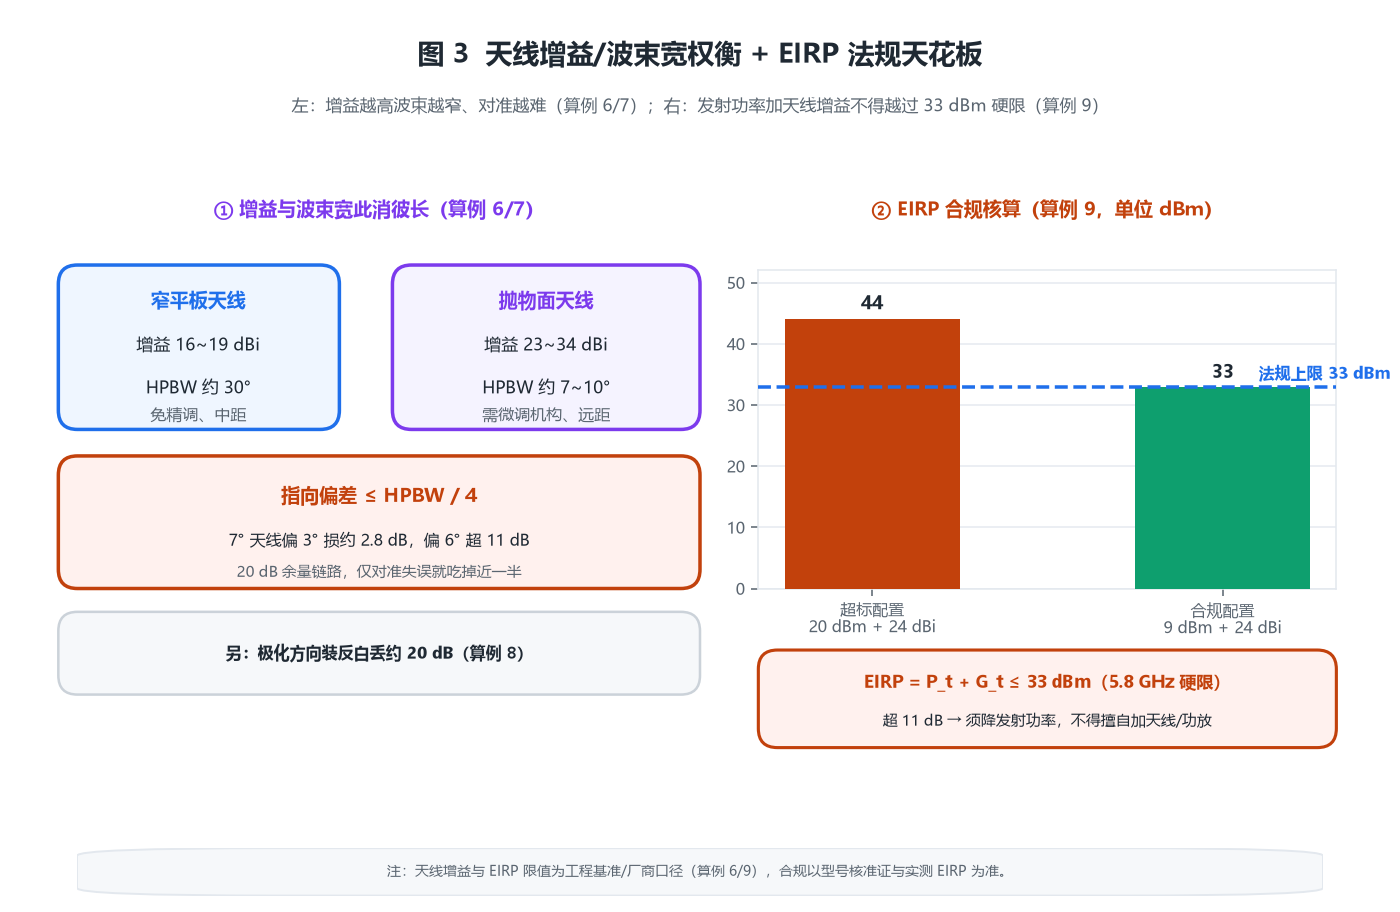 图 3 天线增益/波束宽权衡 + EIRP 法规天花板
左：增益越高波束越窄、对准越难（算例 6/7）；右：发射功率加天线增益不得越过 33 dBm 硬限（算例 9）
① 增益与波束宽此消彼长（算例 6/7）
窄平板天线
增益 16~19 dBi
HPBW 约 30°
免精调、中距
抛物面天线
增益 23~34 dBi
HPBW 约 7~10°
需微调机构、远距
指向偏差 ≤ HPBW / 4
7° 天线偏 3° 损约 2.8 dB，偏 6° 超 11 dB
20 dB 余量链路，仅对准失误就吃掉近一半
另：极化方向装反白丢约 20 dB（算例 8）
② EIRP 合规核算（算例 9，单位 dBm）
50
40
30
20
10
0
44
33
法规上限 33 dBm
超标配置
20 dBm + 24 dBi
合规配置
9 dBm + 24 dBi
EIRP = P_t + G_t ≤ 33 dBm（5.8 GHz 硬限）
超 11 dB → 须降发射功率，不得擅自加天线/功放
注：天线增益与 EIRP 限值为工程基准/厂商口径（算例 6/9），合规以型号核准证与实测 EIRP 为准。